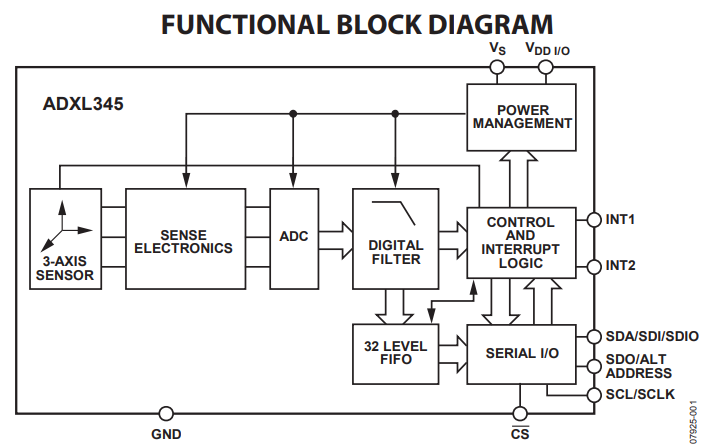 FUNCTIONAL BLOCK DIAGRAM
VS
VDD I/O
ADXL345
POWER
MANAGEMENT
3-AXIS
SENSOR
SENSE
ELECTRONICS
ADC
DIGITAL
FILTER
CONTROL
AND
INTERRUPT
LOGIC
INT1
INT2
32 LEVEL
FIFO
SERIAL I/O
SDA/SDI/SDIO
SDO/ALT
ADDRESS
SCL/SCLK
GND
CS
07925-001